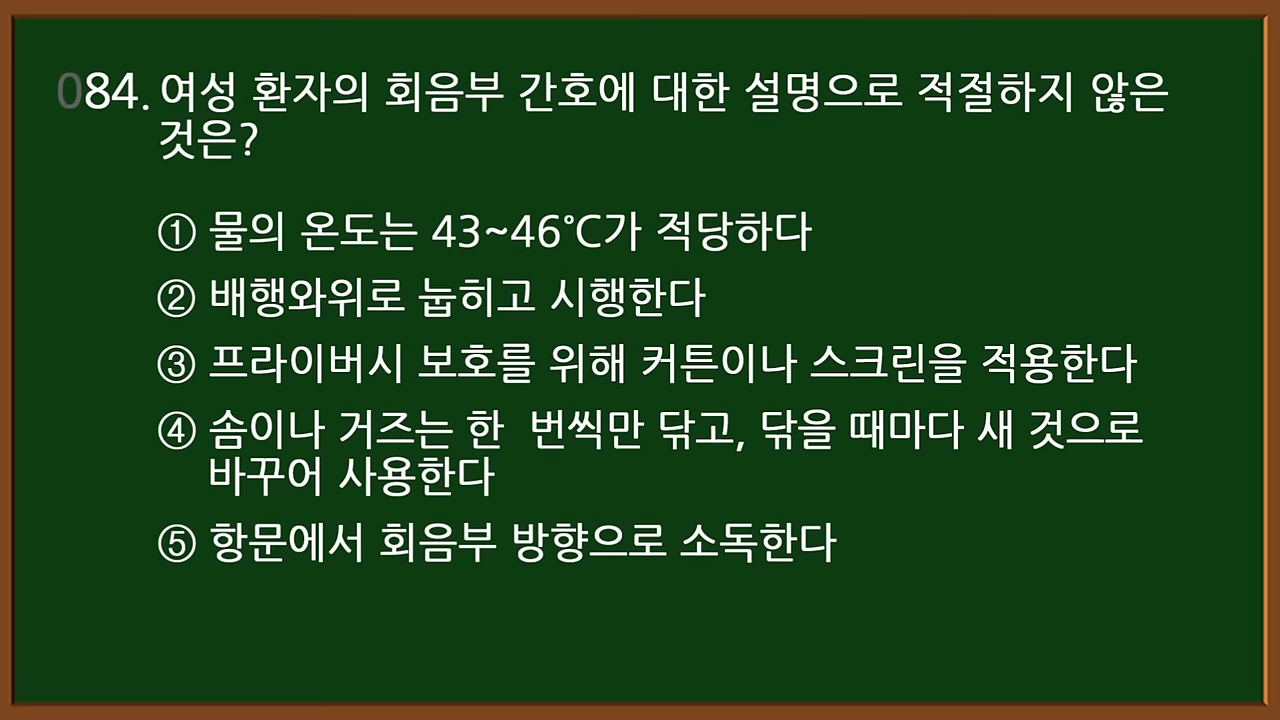 084. 여성 환자의 회음부 간호에 대한 설명으로 적절하지 않은
것은?
① 물의 온도는 43~46℃가 적당하다
② 배행와위로 눕히고 시행한다
③ 프라이버시 보호를 위해 커튼이나 스크린을 적용한다
④ 솜이나 거즈는 한 번씩만 닦고, 닦을 때마다 새 것으로
바꾸어 사용한다
⑤ 항문에서 회음부 방향으로 소독한다